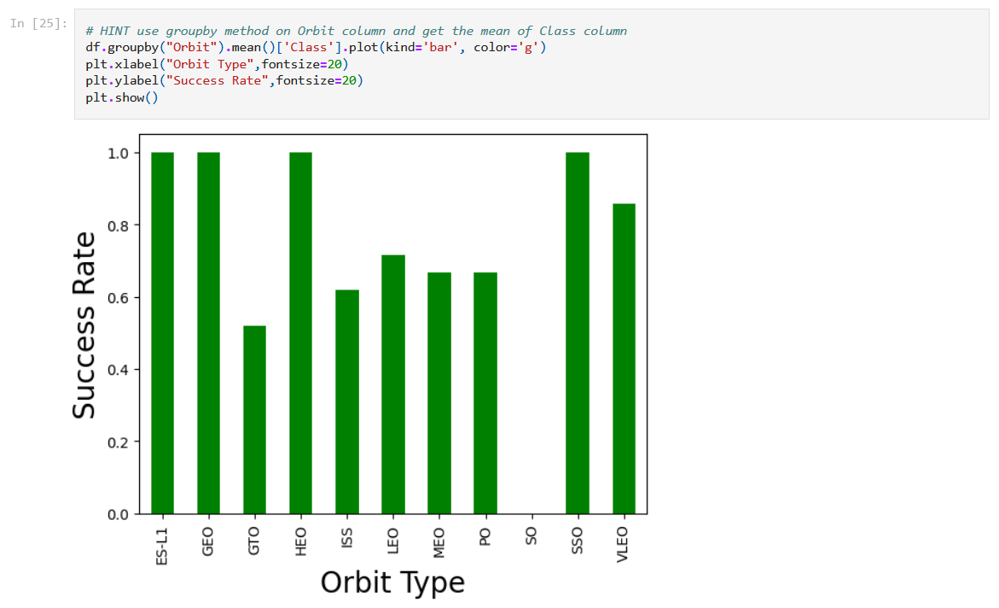 In [25]:
# HINT use groupby method on Orbit column and get the mean of Class column
df.groupby("Orbit").mean()['Class'].plot(kind='bar', color='g')
plt.xlabel("Orbit Type",fontsize=20)
plt.ylabel("Success Rate",fontsize=20)
plt.show()
1.0
0.8
0.6
0.4
0.2
0.0
Success Rate
ES-L1
GEO
GTO
HEO
ISS
LEO
MEO
PO
SO
SSO
VLEO
Orbit Type